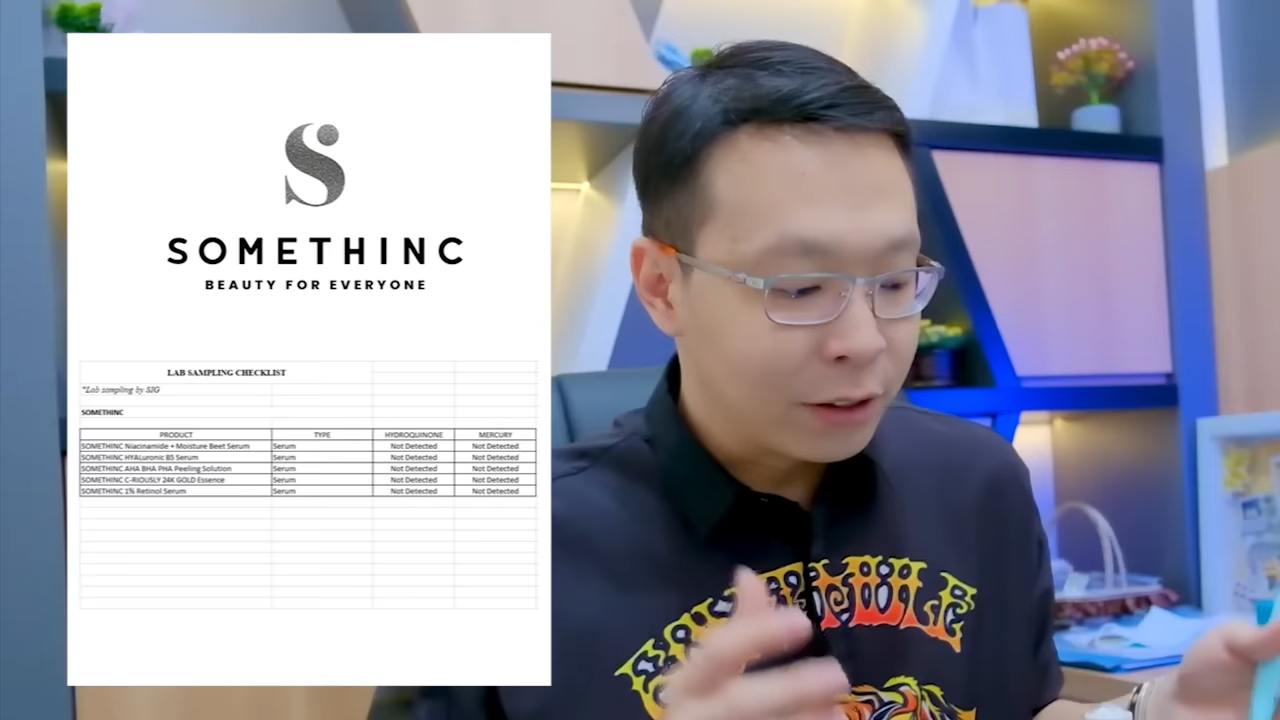 S
SOMETHINC
BEAUTY FOR EVERYONE
LAB SAMPLING CHECKLIST
*Lab sampling by SIG
SOMETHINC
PRODUCT TYPE HYDROQUINONE MERCURY
SOMETHINC Niacinamide + Moisture Beet Serum Serum Not Detected Not Detected
SOMETHINC HYALuronic B5 Serum Serum Not Detected Not Detected
SOMETHINC AHA BHA PHA Peeling Solution Serum Not Detected Not Detected
SOMETHINC C-RIOUSLY 24K GOLD Essence Serum Not Detected Not Detected
SOMETHINC 1% Retinol Serum Serum Not Detected Not Detected